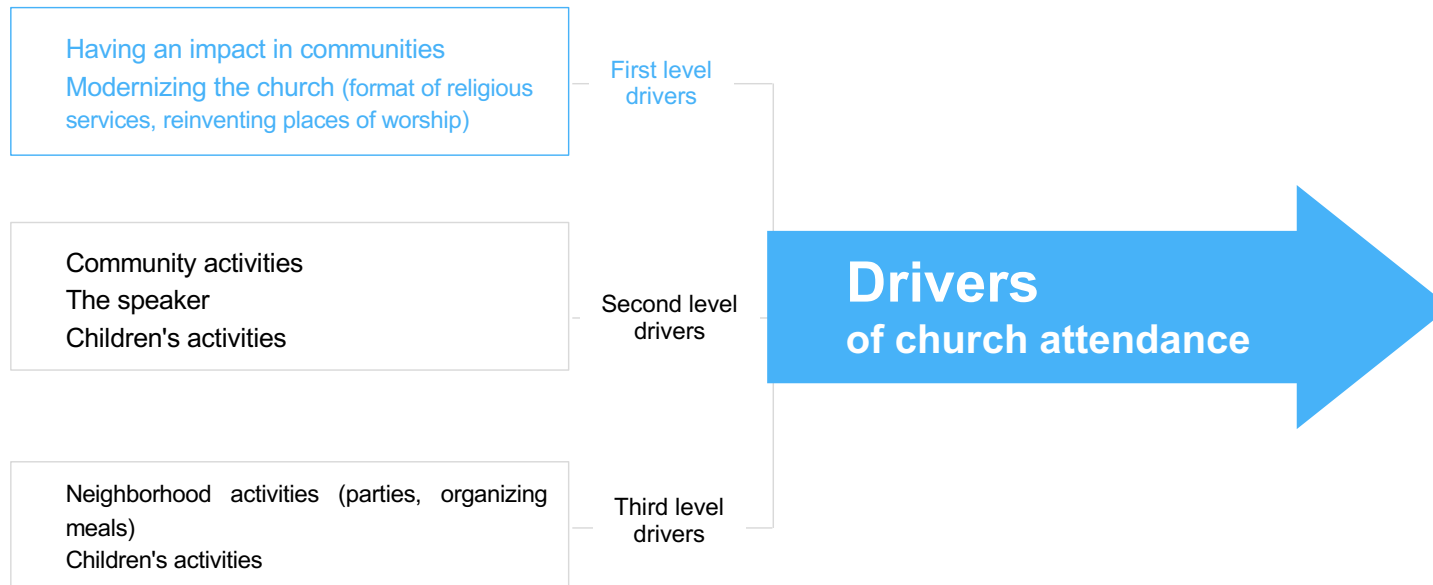 Having an impact in communities
Modernizing the church (format of religious
services, reinventing places of worship)
First level
drivers
Community activities
The speaker
Children's activities
Second level
drivers
Drivers
of church attendance
Neighborhood activities (parties, organizing
meals)
Children's activities
Third level
drivers